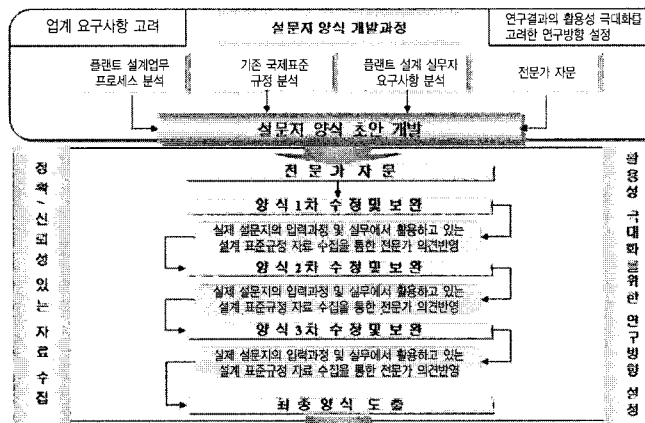 업계 요구사항 고려
설문지 양식 개발과정
연구결과의 활용성 극대화를
고려한 연구방향 설정
플랜트 설계업무
프로세스 분석
기존 국제표준
규정 분석
플랜트 설계 실무자
요구사항 분석
전문가 자문
설문지 양식 초안 개발
전문가 자문
양식 1차 수정및보완
실제 설문지의 입력과정 및 실무에서 활용하고 있는
설계 표준규정 자료 수집을 통한 전문가 의견반영
양식 2차 수정및보완
실제 설문지의 입력과정 및 실무에서 활용하고 있는
설계 표준규정 자료 수집을 통한 전문가 의견반영
양식 3차 수정및보완
실제 설문지의 입력과정 및 실무에서 활용하고 있는
설계 표준규정 자료 수집을 통한 전문가 의견반영
최종양식 도출
정확/신뢰성 있는 자료 수집
활용성 극대화를위한 연구방향 설정